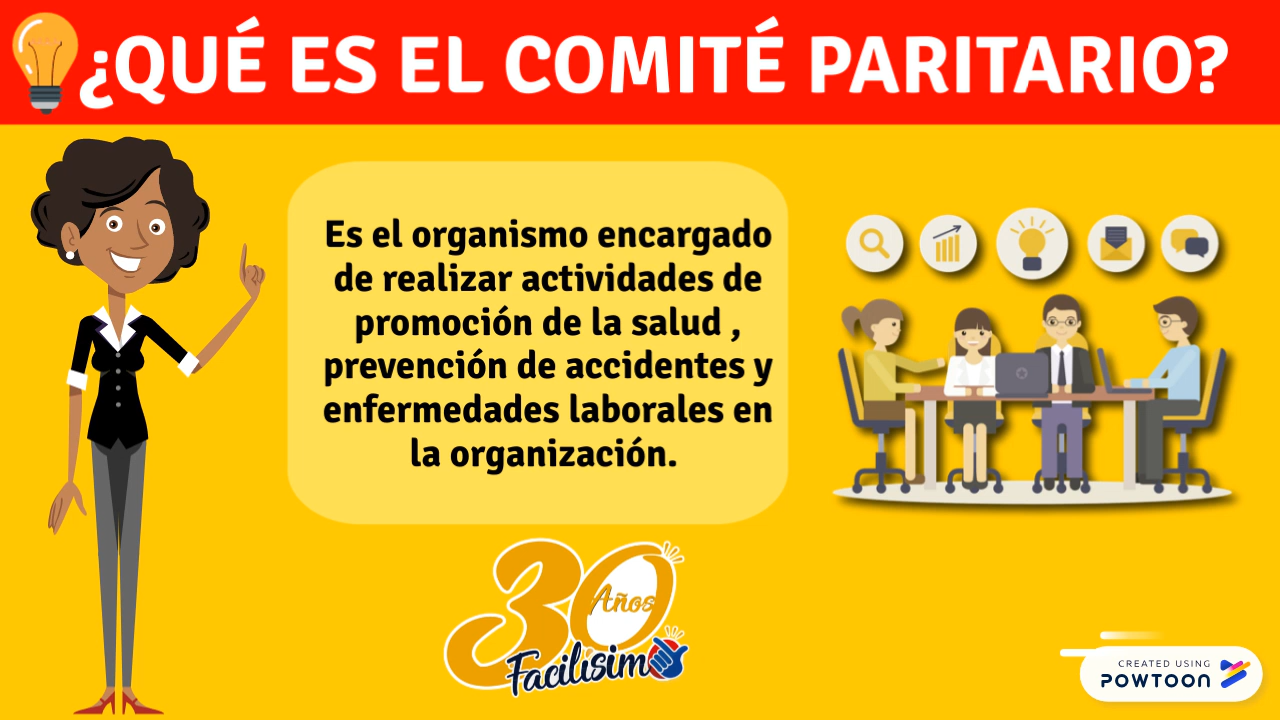 ¿QUÉ ES EL COMITÉ PARITARIO?
Es el organismo encargado
de realizar actividades de
promoción de la salud ,
prevención de accidentes y
enfermedades laborales en
la organización.
30
Años
Facilísimo
CREATED USING
POWTOON